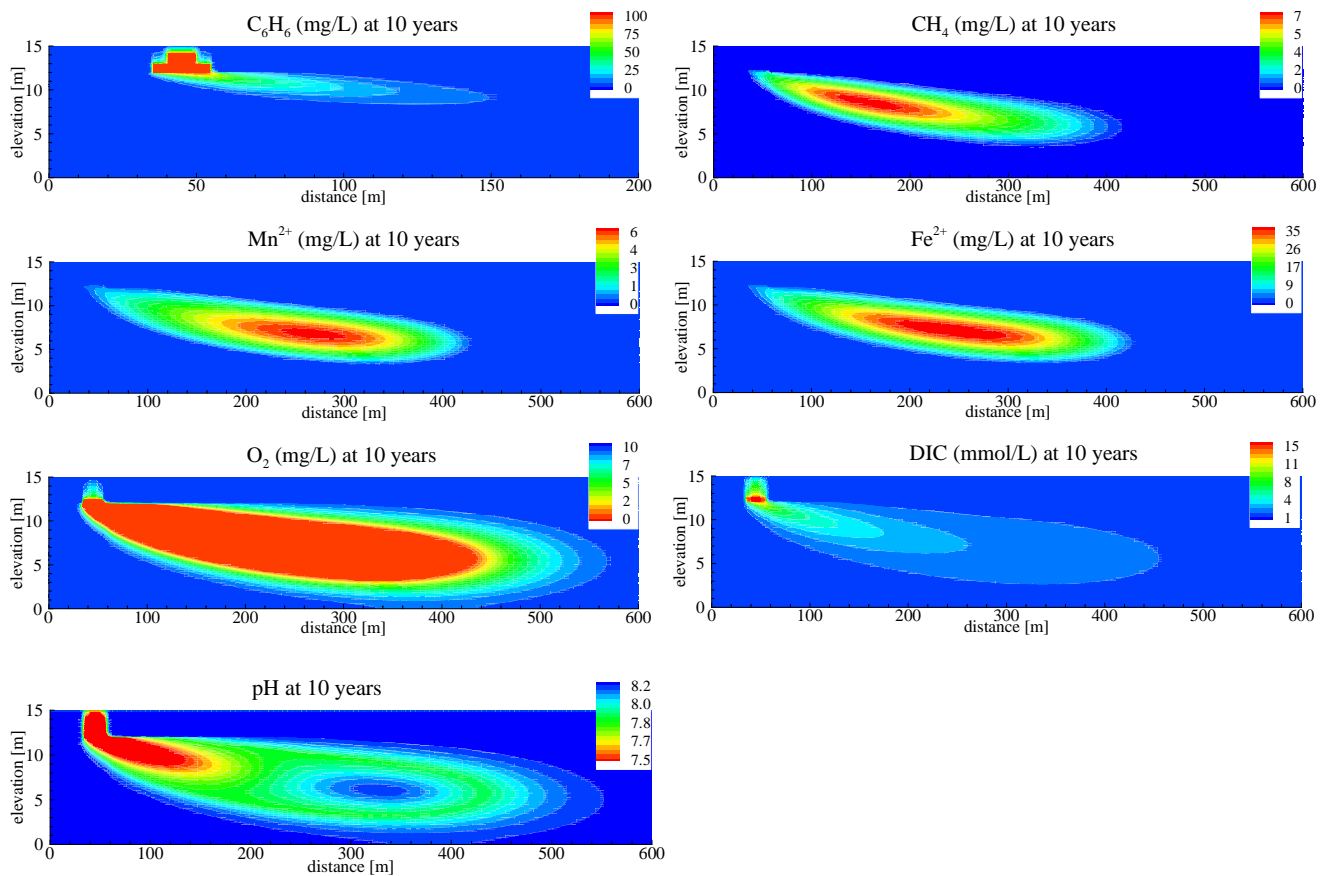 C₆H₆ (mg/L) at 10 years
100
75
50
25
0
elevation [m]
15
10
5
0
0 50 100 150 200
distance [m]
CH₄ (mg/L) at 10 years
7
5
4
2
0
elevation [m]
15
10
5
0
0 100 200 300 400 500 600
distance [m]
Mn²⁺ (mg/L) at 10 years
6
4
3
1
0
elevation [m]
15
10
5
0
0 100 200 300 400 500 600
distance [m]
Fe²⁺ (mg/L) at 10 years
35
26
17
9
0
elevation [m]
15
10
5
0
0 100 200 300 400 500 600
distance [m]
O₂ (mg/L) at 10 years
10
7
5
2
0
elevation [m]
15
10
5
0
0 100 200 300 400 500 600
distance [m]
DIC (mmol/L) at 10 years
15
11
8
4
1
elevation [m]
15
10
5
0
0 100 200 300 400 500 600
distance [m]
pH at 10 years
8.2
8.0
7.8
7.7
7.5
elevation [m]
15
10
5
0
0 100 200 300 400 500 600
distance [m]